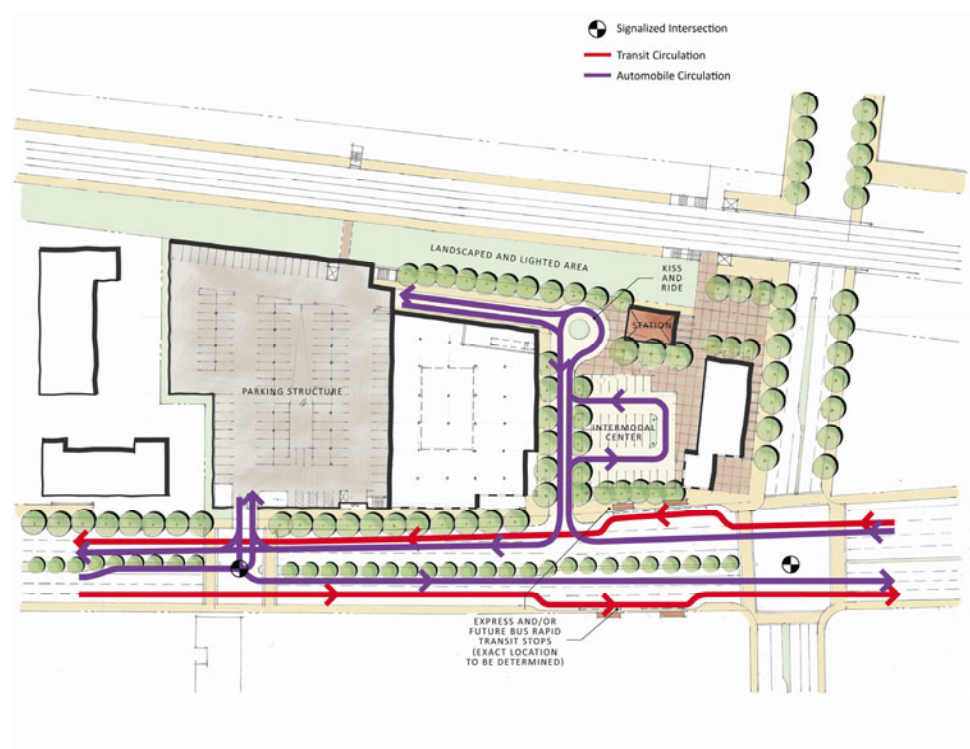 Signalized Intersection
Transit Circulation
Automobile Circulation
LANDSCAPED AND LIGHTED AREA
KISS
AND
RIDE
STATION
PARKING STRUCTURE
INTERMODAL
CENTER
EXPRESS AND/OR
FUTURE BUS RAPID
TRANSIT STOPS
(EXACT LOCATION
TO BE DETERMINED)